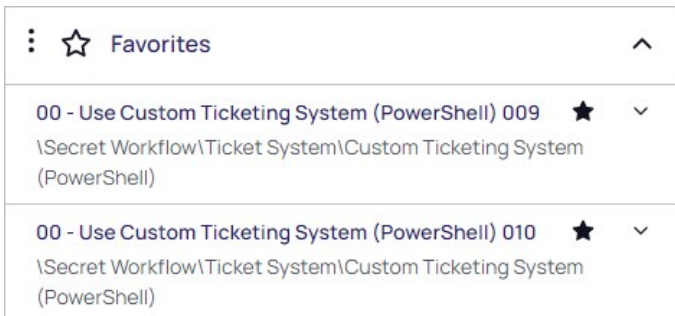 Favorites
00 - Use Custom Ticketing System (PowerShell) 009
\Secret Workflow\Ticket System\Custom Ticketing System
(PowerShell)
00 - Use Custom Ticketing System (PowerShell) 010
\Secret Workflow\Ticket System\Custom Ticketing System
(PowerShell)